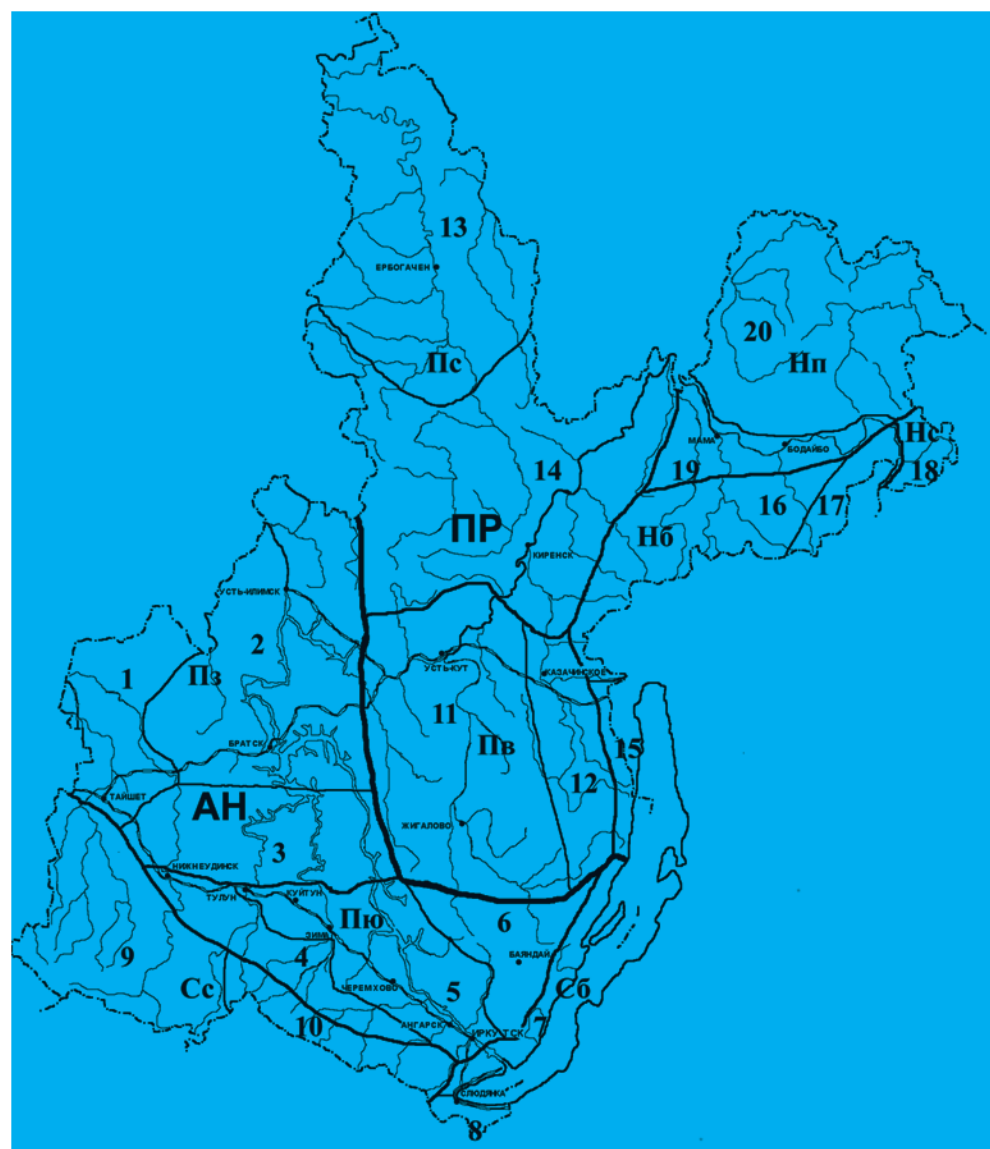 13
ЕРБОГАЧЕН
20
Пс
Нп
Нс
МАМА
БОДАЙБО
14
19
18
16
17
ПР
Нб
КИРЕНСК
УСТЬ-ИЛИМСК
2
1
Пз
УСТЬ-КУТ
КАЗАЧИНСКОЕ
11
Пв
15
БРАТСК
12
ТАЙШЕТ
АН
ЖИГАЛОВО
3
НИЖНЕУДИНСК
ТУЛУН
КУЙТУН
Пю
6
ЗИМА
9
4
БАЯНДАЙ
Сс
ЧЕРЕМХОВО
5
Сб
10
АНГАРСК
ИРКУТСК
7
СЛЮДЯНКА
8